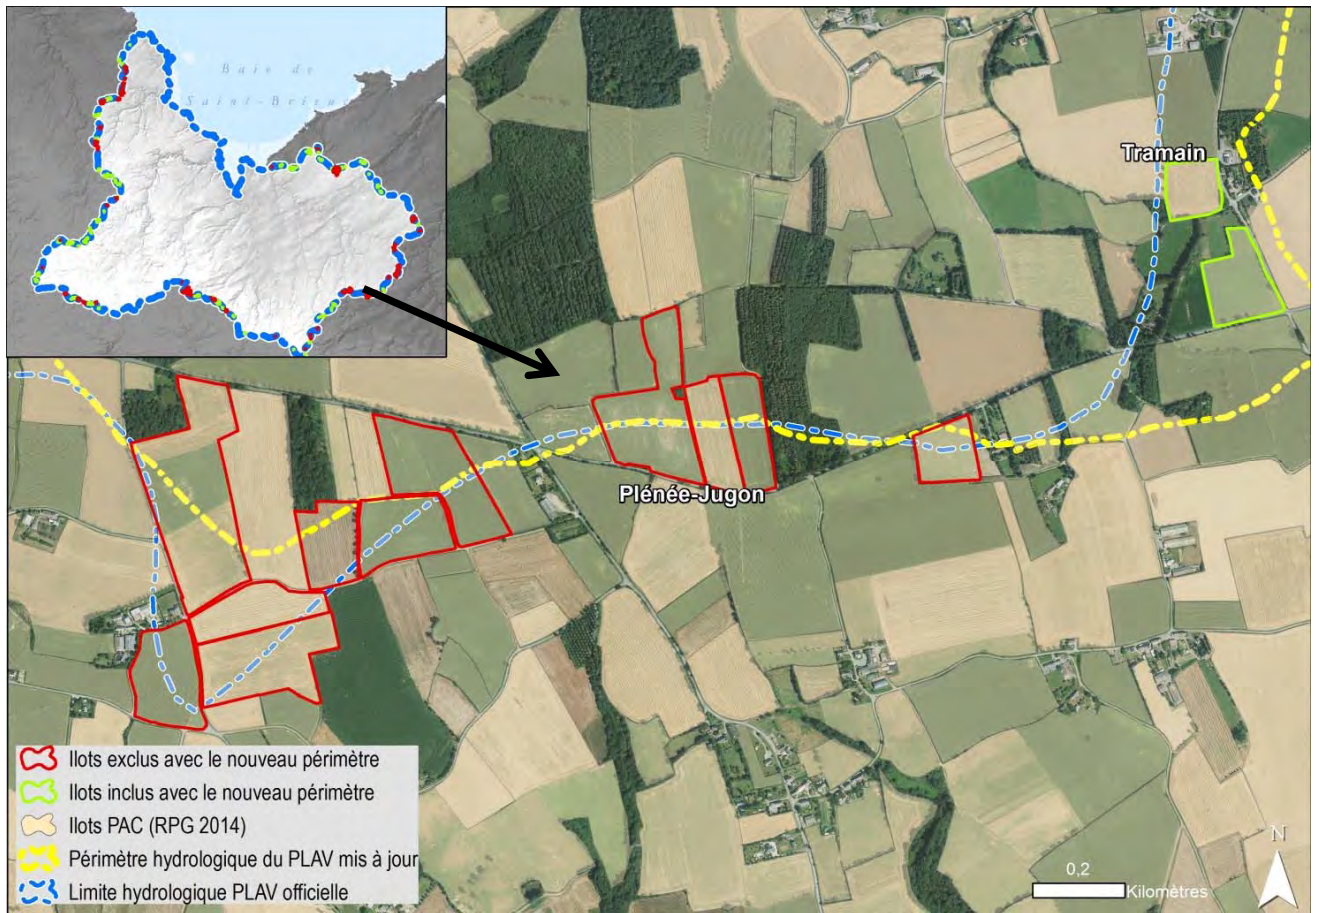 Baie de
Saint-Brieuc
Tramain
Plénée-Jugon
Ilots exclus avec le nouveau périmètre
Ilots inclus avec le nouveau périmètre
Ilots PAC (RPG 2014)
Périmètre hydrologique du PLAV mis à jour
Limite hydrologique PLAV officielle
0,2
Kilomètres
N